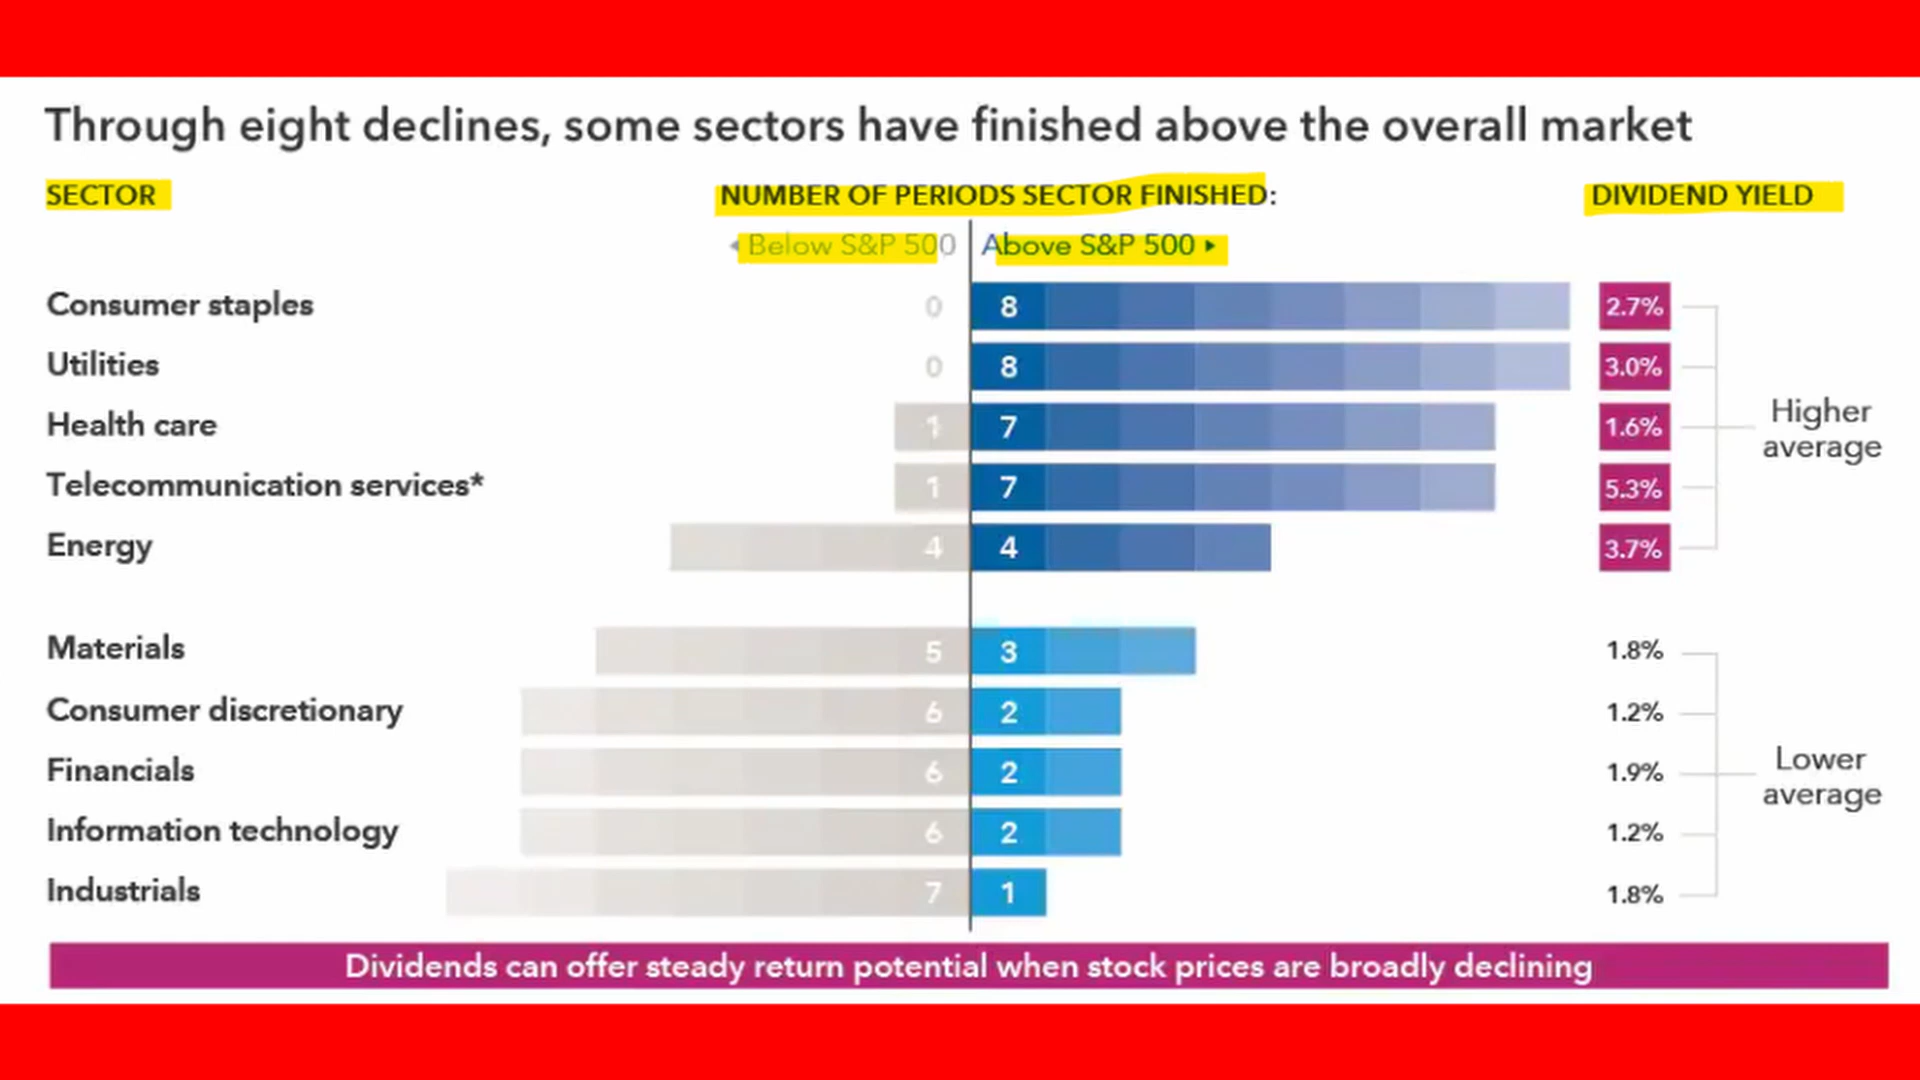 Through eight declines, some sectors have finished above the overall market
SECTOR NUMBER OF PERIODS SECTOR FINISHED: DIVIDEND YIELD
◂ Below S&P 500 Above S&P 500 ▸
Consumer staples 0 8 2.7%
Utilities 0 8 3.0%
Health care 1 7 1.6%
Telecommunication services* 1 7 5.3%
Energy 4 4 3.7%
Higher
average
Materials 5 3 1.8%
Consumer discretionary 6 2 1.2%
Financials 6 2 1.9%
Information technology 6 2 1.2%
Industrials 7 1 1.8%
Lower
average
Dividends can offer steady return potential when stock prices are broadly declining